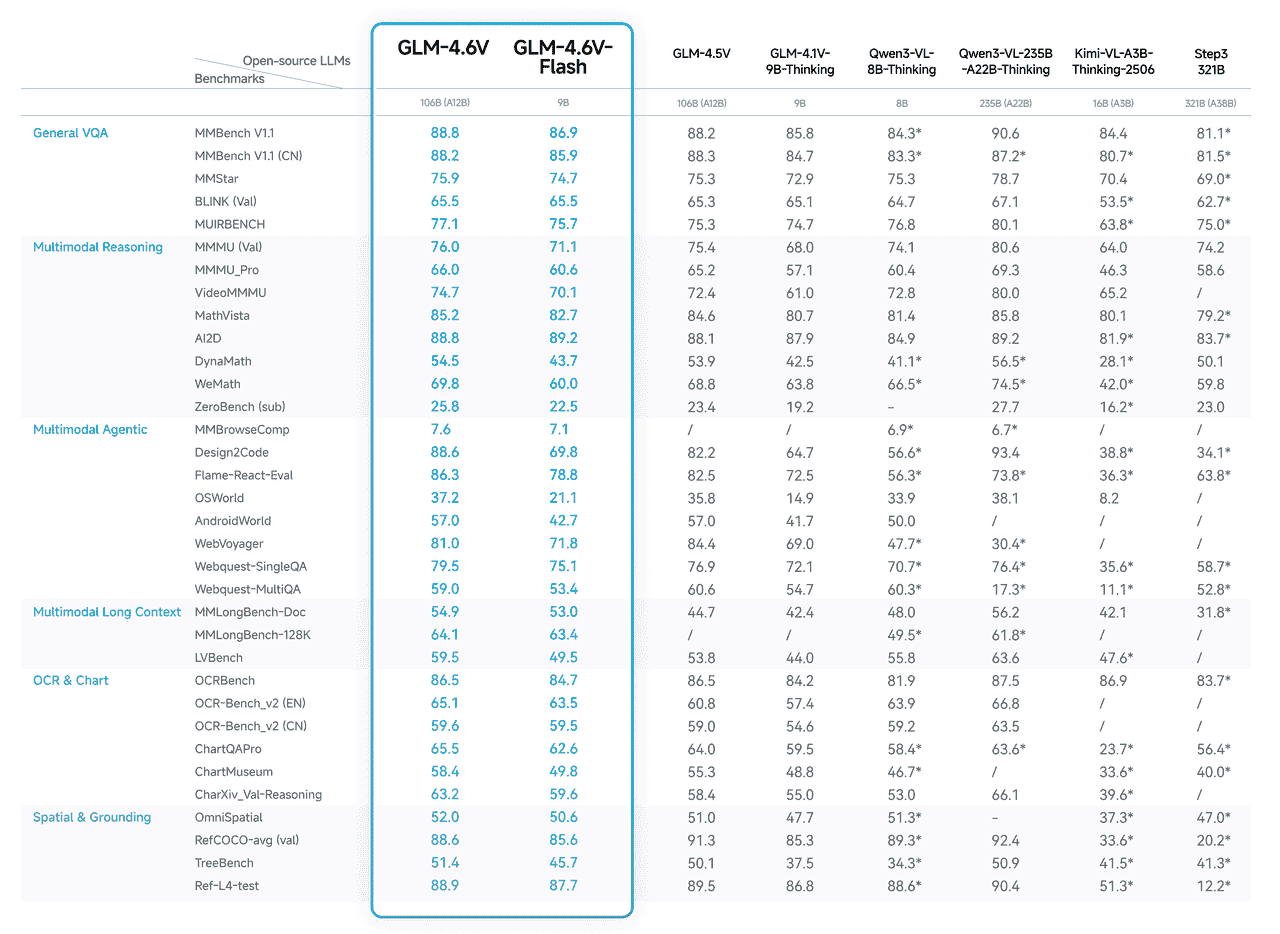 GLM-4.6V GLM-4.6V-
Flash
GLM-4.5V GLM-4.1V-
9B-Thinking Qwen3-VL-
8B-Thinking Qwen3-VL-235B
-A22B-Thinking Kimi-VL-A3B-
Thinking-2506 Step3
321B
Open-source LLMs
Benchmarks
106B (A12B) 9B 106B (A12B) 9B 8B 235B (A22B) 16B (A3B) 321B (A38B)
General VQA MMBench V1.1 88.8 86.9 88.2 85.8 84.3* 90.6 84.4 81.1*
MMBench V1.1 (CN) 88.2 85.9 88.3 84.7 83.3* 87.2* 80.7* 81.5*
MMStar 75.9 74.7 75.3 72.9 75.3 78.7 70.4 69.0*
BLINK (Val) 65.5 65.5 65.3 65.1 64.7 67.1 53.5* 62.7*
MUIRBENCH 77.1 75.7 75.3 74.7 76.8 80.1 63.8* 75.0*
Multimodal Reasoning MMMU (Val) 76.0 71.1 75.4 68.0 74.1 80.6 64.0 74.2
MMMU_Pro 66.0 60.6 65.2 57.1 60.4 69.3 46.3 58.6
VideoMMMU 74.7 70.1 72.4 61.0 72.8 80.0 65.2 /
MathVista 85.2 82.7 84.6 80.7 81.4 85.8 80.1 79.2*
AI2D 88.8 89.2 88.1 87.9 84.9 89.2 81.9* 83.7*
DynaMath 54.5 43.7 53.9 42.5 41.1* 56.5* 28.1* 50.1
WeMath 69.8 60.0 68.8 63.8 66.5* 74.5* 42.0* 59.8
ZeroBench (sub) 25.8 22.5 23.4 19.2 – 27.7 16.2* 23.0
Multimodal Agentic MMBrowseComp 7.6 7.1 / / 6.9* 6.7* / /
Design2Code 88.6 69.8 82.2 64.7 56.6* 93.4 38.8* 34.1*
Flame-React-Eval 86.3 78.8 82.5 72.5 56.3* 73.8* 36.3* 63.8*
OSWorld 37.2 21.1 35.8 14.9 33.9 38.1 8.2 /
AndroidWorld 57.0 42.7 57.0 41.7 50.0 / / /
WebVoyager 81.0 71.8 84.4 69.0 47.7* 30.4* / /
Webquest-SingleQA 79.5 75.1 76.9 72.1 70.7* 76.4* 35.6* 58.7*
Webquest-MultiQA 59.0 53.4 60.6 54.7 60.3* 17.3* 11.1* 52.8*
Multimodal Long Context MMLongBench-Doc 54.9 53.0 44.7 42.4 48.0 56.2 42.1 31.8*
MMLongBench-128K 64.1 63.4 / / 49.5* 61.8* / /
LVBench 59.5 49.5 53.8 44.0 55.8 63.6 47.6* /
OCR & Chart OCRBench 86.5 84.7 86.5 84.2 81.9 87.5 86.9 83.7*
OCR-Bench_v2 (EN) 65.1 63.5 60.8 57.4 63.9 66.8 / /
OCR-Bench_v2 (CN) 59.6 59.5 59.0 54.6 59.2 63.5 / /
ChartQAPro 65.5 62.6 64.0 59.5 58.4* 63.6* 23.7* 56.4*
ChartMuseum 58.4 49.8 55.3 48.8 46.7* / 33.6* 40.0*
CharXiv_Val-Reasoning 63.2 59.6 58.4 55.0 53.0 66.1 39.6* /
Spatial & Grounding OmniSpatial 52.0 50.6 51.0 47.7 51.3* – 37.3* 47.0*
RefCOCO-avg (val) 88.6 85.6 91.3 85.3 89.3* 92.4 33.6* 20.2*
TreeBench 51.4 45.7 50.1 37.5 34.3* 50.9 41.5* 41.3*
Ref-L4-test 88.9 87.7 89.5 86.8 88.6* 90.4 51.3* 12.2*